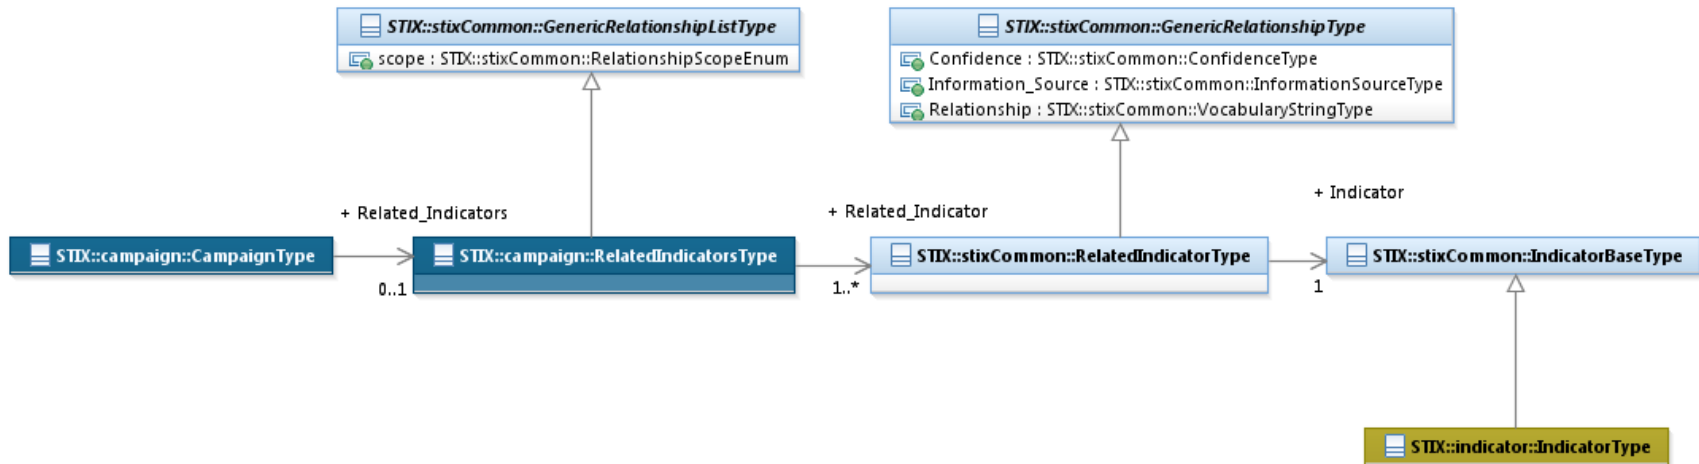 STIX::stixCommon::GenericRelationshipListType
scope : STIX::stixCommon::RelationshipScopeEnum
STIX::stixCommon::GenericRelationshipType
Confidence : STIX::stixCommon::ConfidenceType
Information_Source : STIX::stixCommon::InformationSourceType
Relationship : STIX::stixCommon::VocabularyStringType
+ Related_Indicators
+ Related_Indicator
+ Indicator
STIX::campaign::CampaignType
STIX::campaign::RelatedIndicatorsType
STIX::stixCommon::RelatedIndicatorType
STIX::stixCommon::IndicatorBaseType
0..1
1..*
1
STIX::indicator::IndicatorType